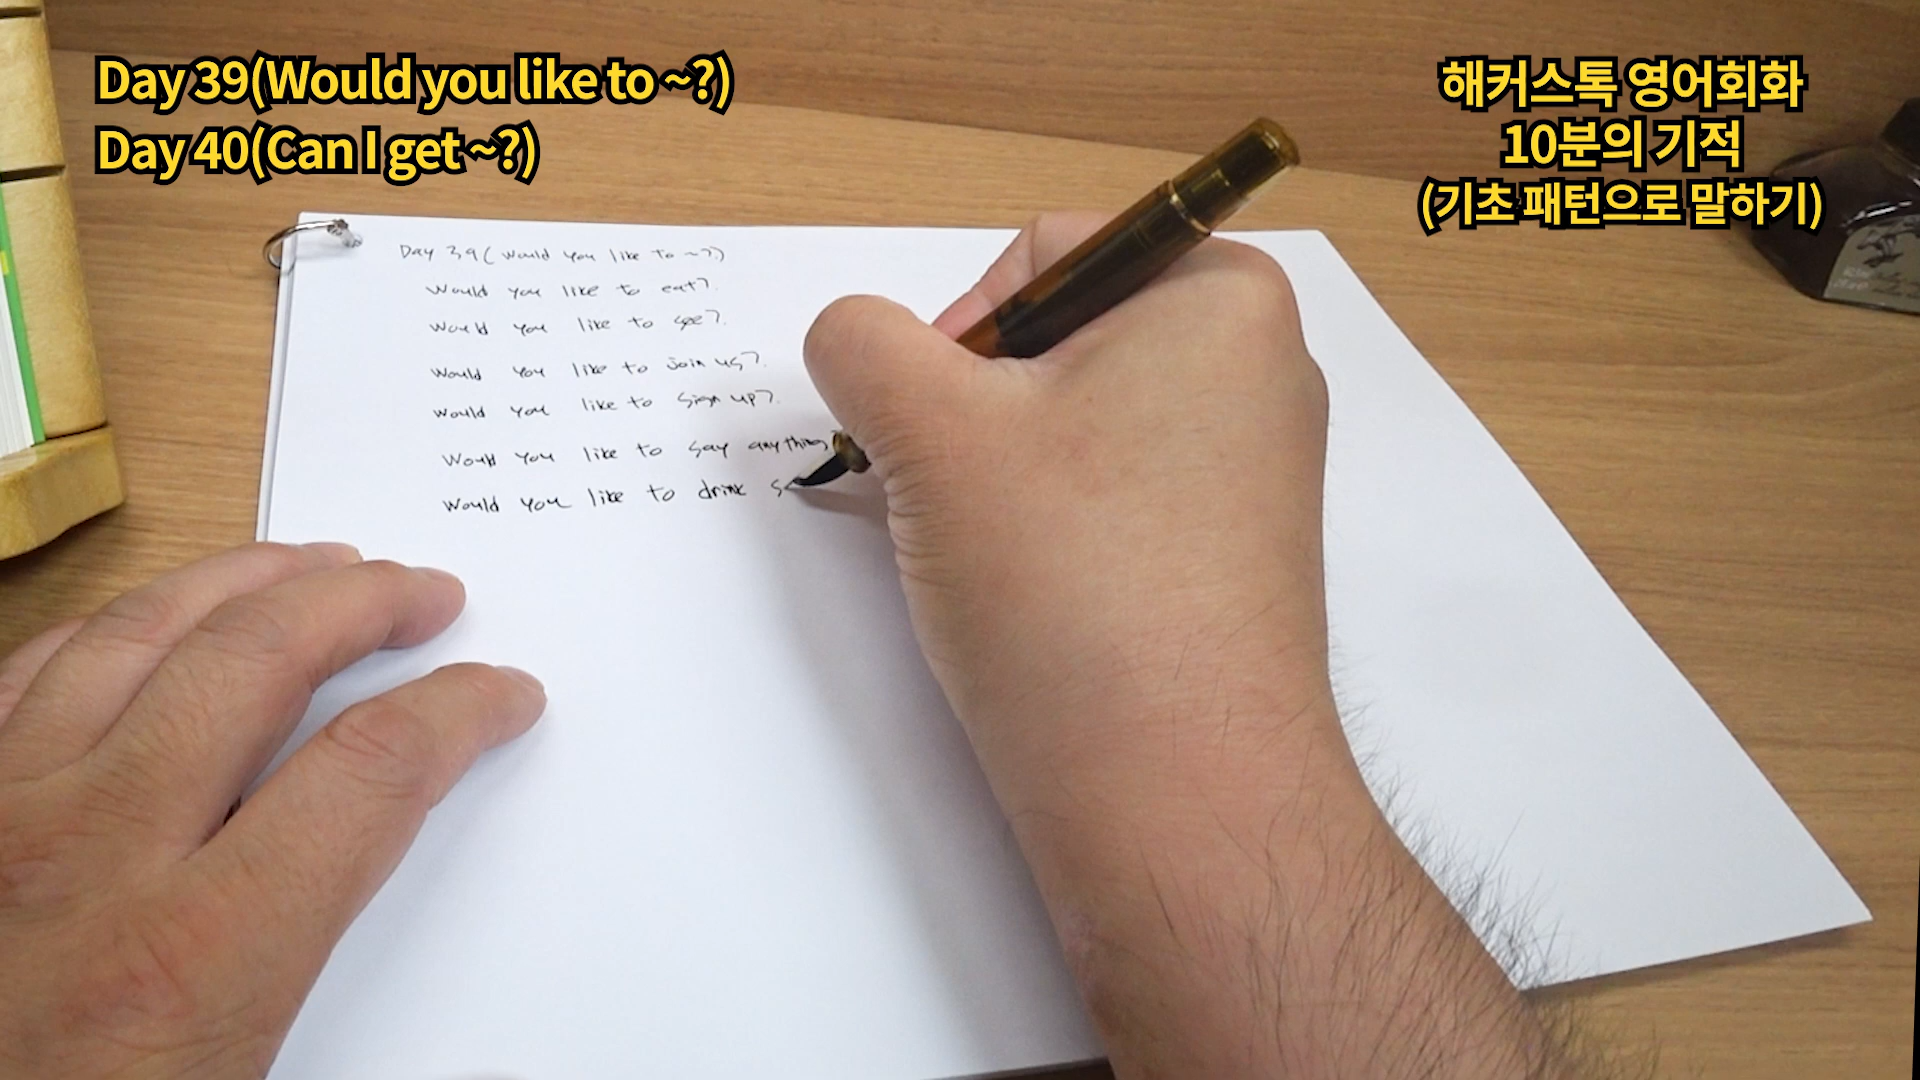 Day 39(Would you like to ~?)
Day 40(Can I get ~?)
해커스톡 영어회화
10분의 기적
(기초 패턴으로 말하기)
Day 39 (Would you like to ~?)
Would you like to eat?
Would you like to see?
Would you like to join us?
Would you like to sign up?
Would you like to say anything
Would you like to drink s